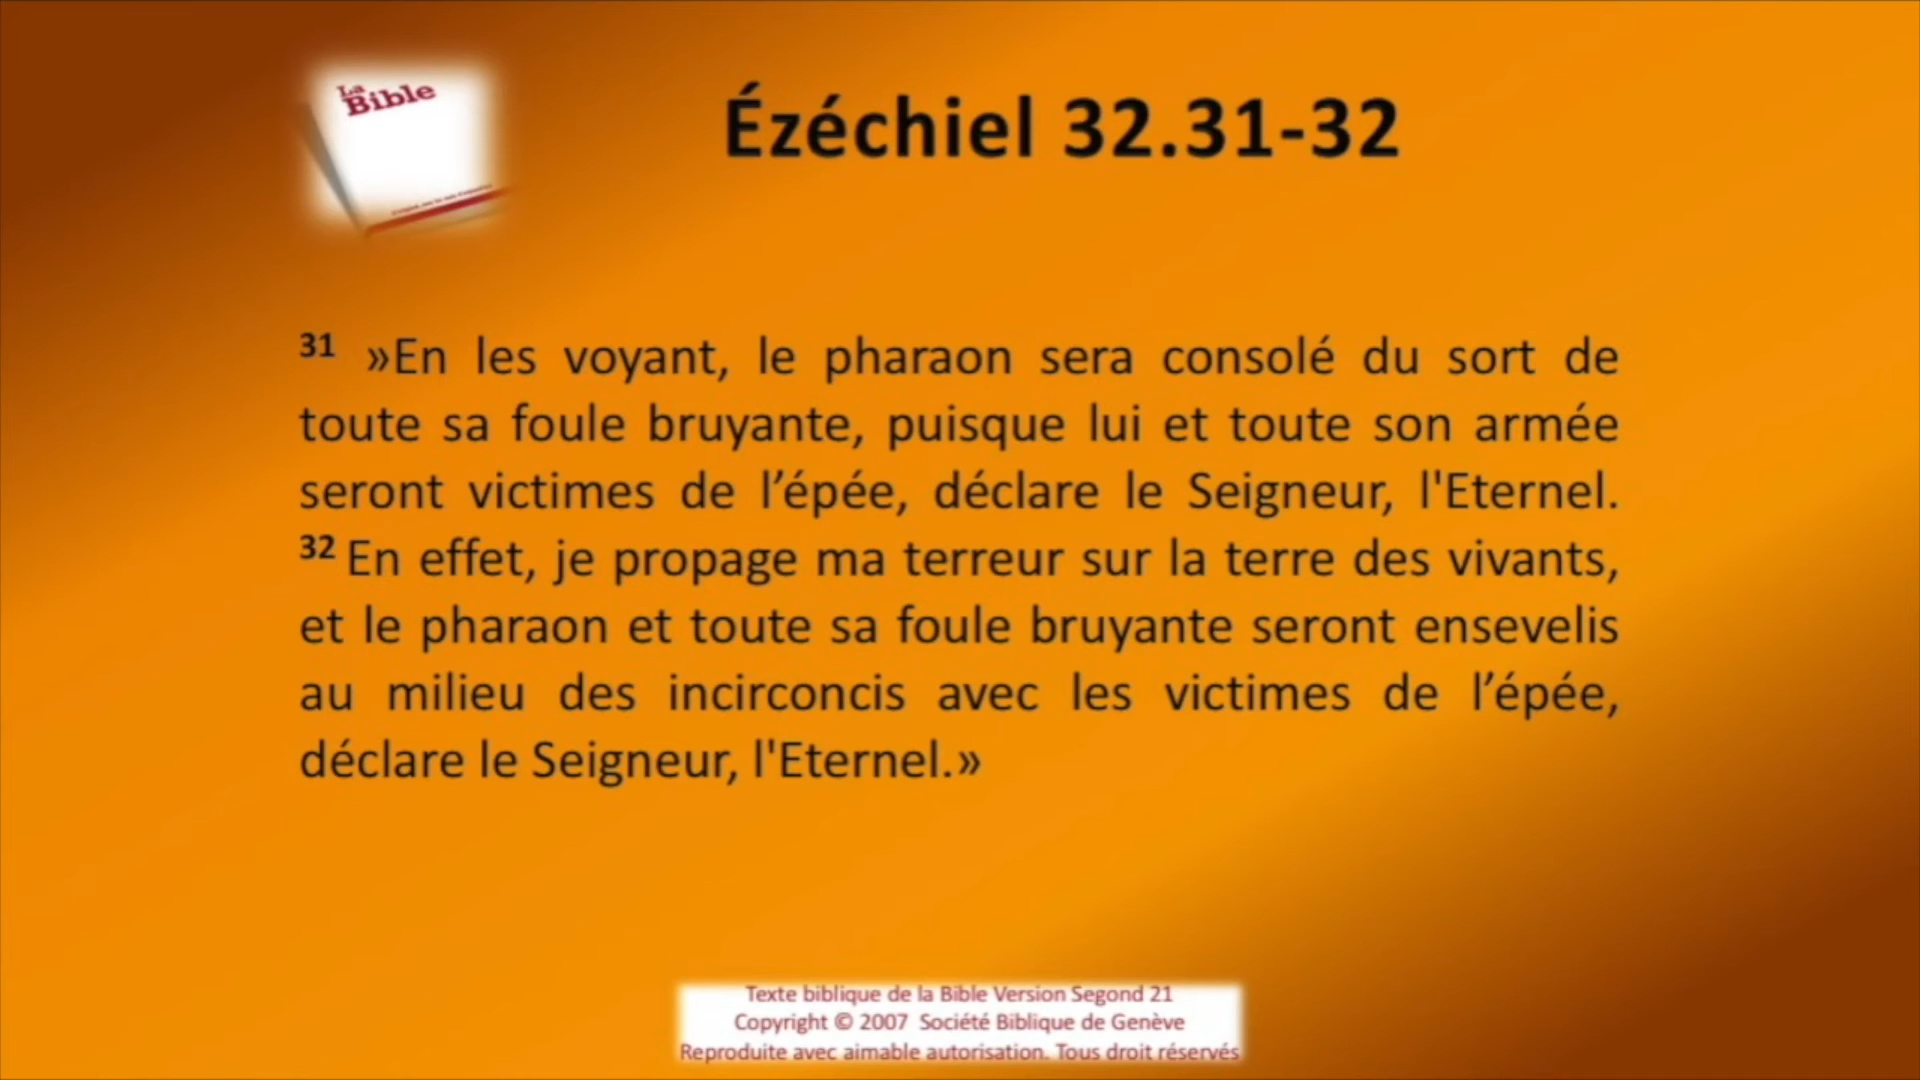 La
Bible
Ézéchiel 32.31-32
31 »En les voyant, le pharaon sera consolé du sort de
toute sa foule bruyante, puisque lui et toute son armée
seront victimes de l’épée, déclare le Seigneur, l'Eternel.
32 En effet, je propage ma terreur sur la terre des vivants,
et le pharaon et toute sa foule bruyante seront ensevelis
au milieu des incirconcis avec les victimes de l’épée,
déclare le Seigneur, l'Eternel.»
Texte biblique de la Bible Version Segond 21
Copyright © 2007 Société Biblique de Genève
Reproduite avec aimable autorisation. Tous droit réservés